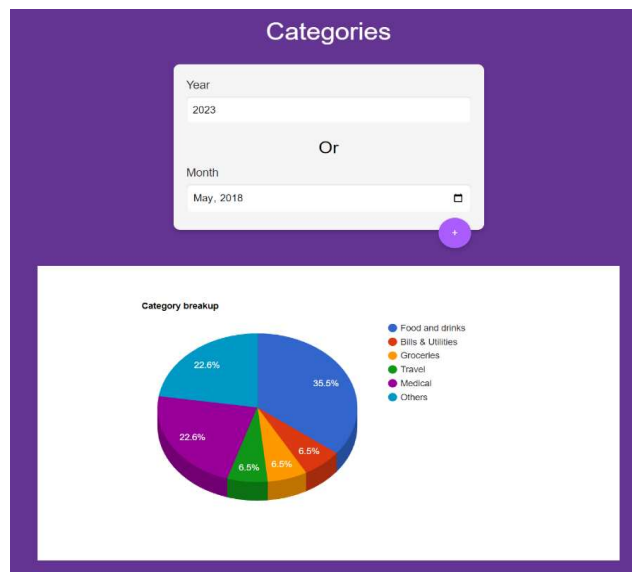 Categories
Year
2023
Or
Month
May, 2018
+
Category breakup
Food and drinks
Bills & Utilities
Groceries
Travel
Medical
Others
22.6%
35.5%
22.6%
6.5%
6.5%
6.5%